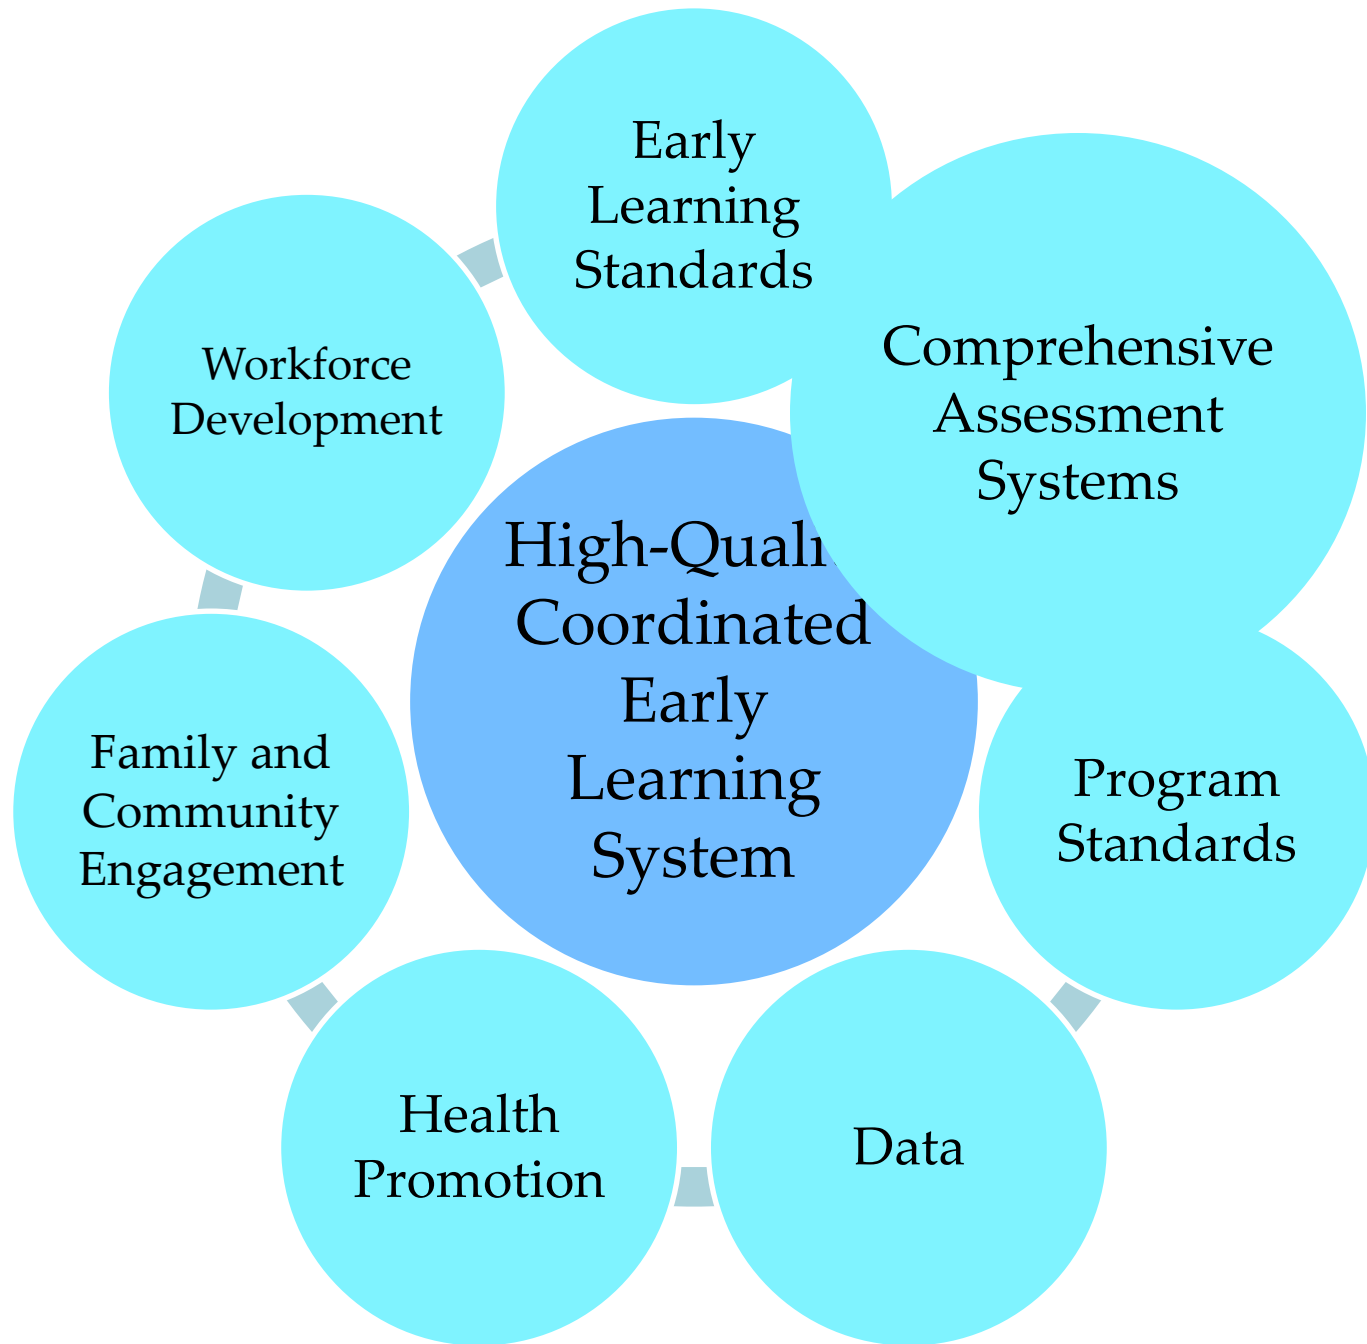 Early
Learning
Standards
Comprehensive
Assessment
Systems
Program
Standards
Data
Health
Promotion
Family and
Community
Engagement
Workforce
Development
Coordinated
Early
Learning
System